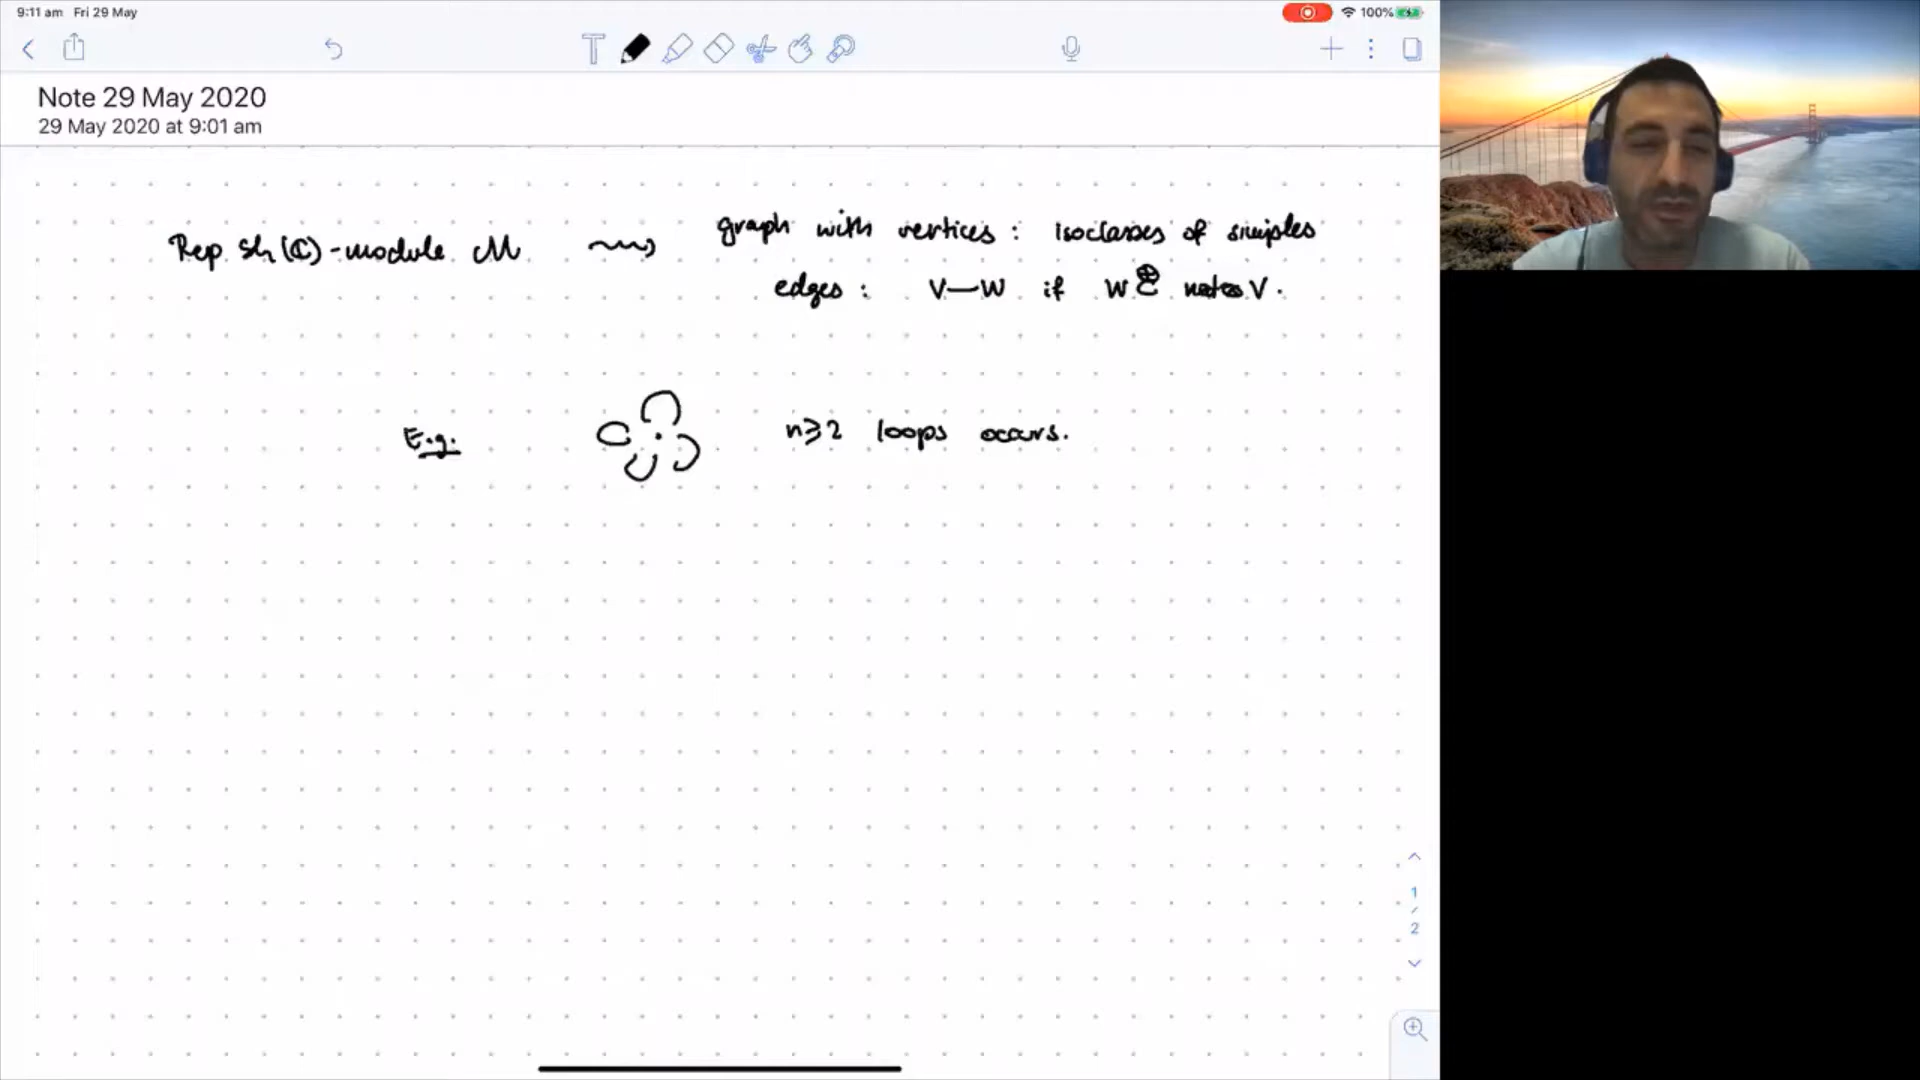 9:11 am Fri 29 May
100%
Note 29 May 2020
29 May 2020 at 9:01 am
Rep SL₂(ℂ)-module M ⇝ graph with vertices : isoclasses of simples
edges : V—W if W ⊕ V.
E.g. n⩾2 loops occurs.
1
/
2